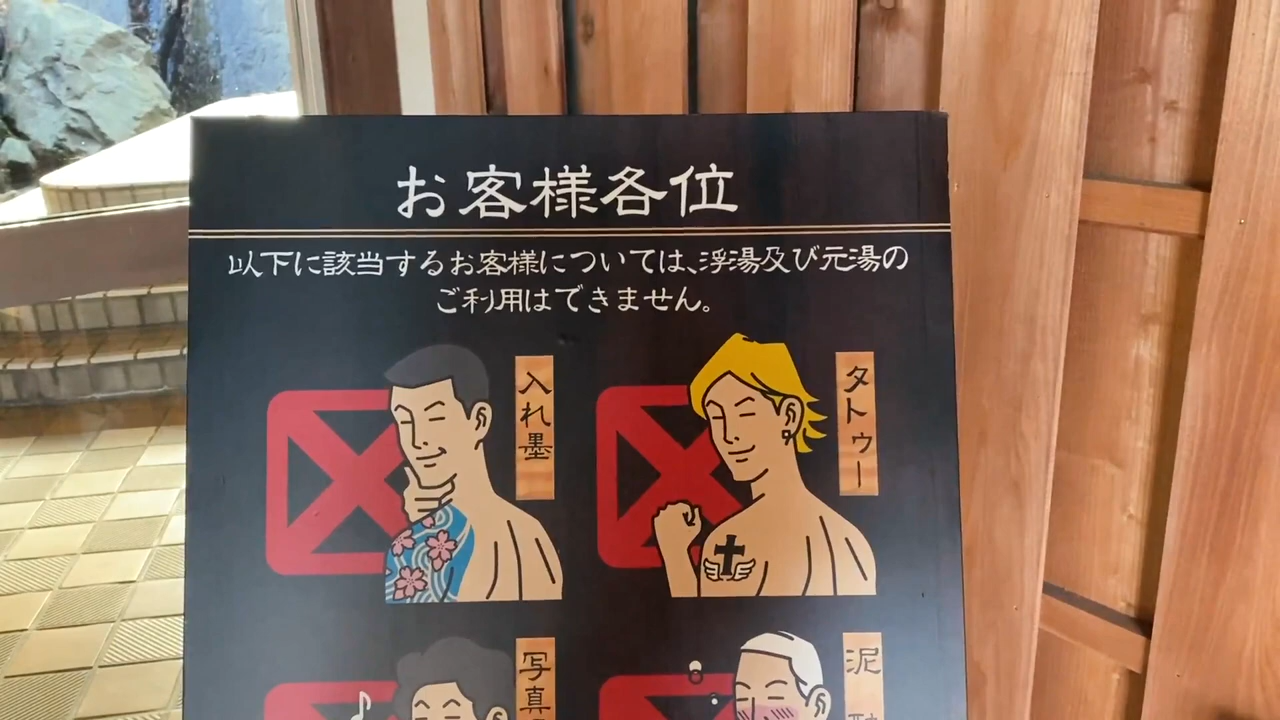 お客様各位
以下に該当するお客様については、浮湯及び元湯の
ご利用はできません。
入れ墨
タトゥー
写真
泥